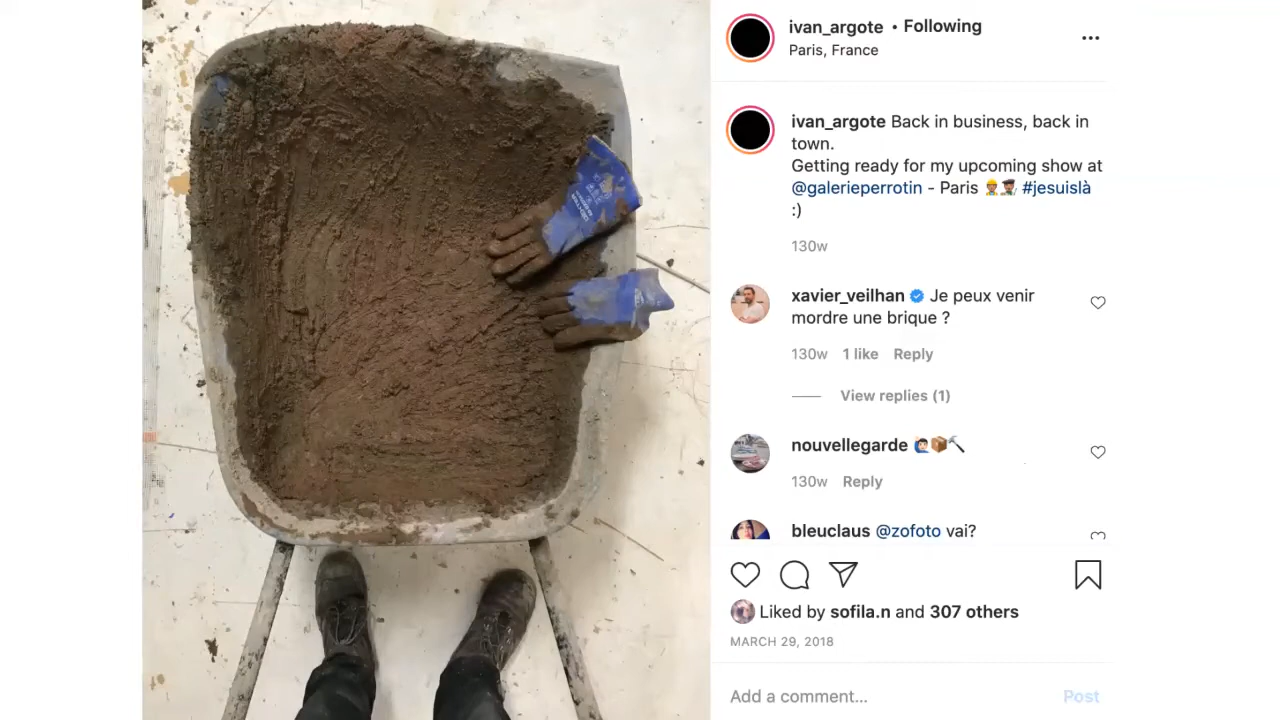 ivan_argote • Following
Paris, France
ivan_argote Back in business, back in
town.
Getting ready for my upcoming show at
@galerieperrotin - Paris 👷🏽👨🏽‍🎨 #jesuislà
:)
130w
xavier_veilhan Je peux venir
mordre une brique ?
130w 1 like Reply
View replies (1)
nouvellegarde 🙋🏻‍♂️📦🔨
130w Reply
bleuclaus @zofoto vai?
Liked by sofila.n and 307 others
MARCH 29, 2018
Add a comment... Post